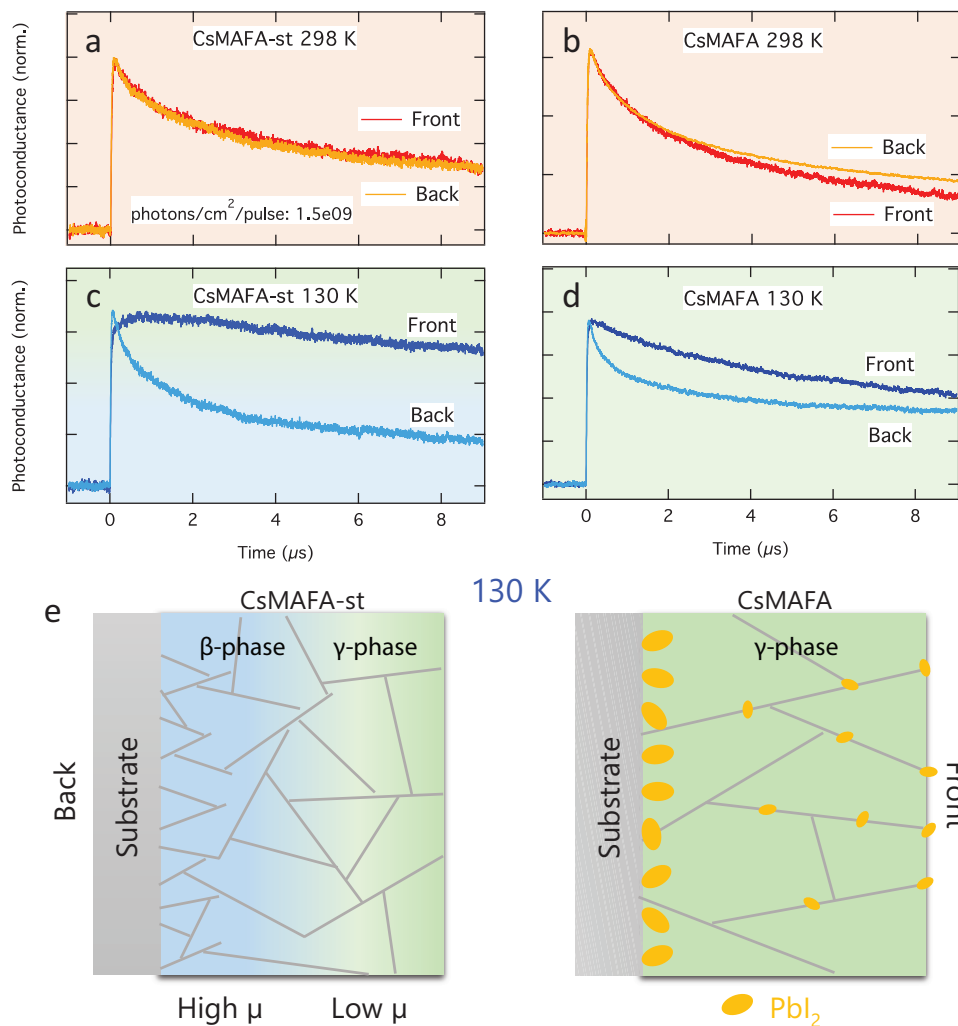 a
CsMAFA-st 298 K
Photoconductance (norm.)
Front
Back
photons/cm²/pulse: 1.5e09
b
CsMAFA 298 K
Back
Front
c
CsMAFA-st 130 K
Photoconductance (norm.)
Front
Back
0 2 4 6 8
Time (µs)
d
CsMAFA 130 K
Front
Back
0 2 4 6 8
Time (µs)
130 K
e
CsMAFA-st
β-phase
γ-phase
Back
Substrate
High µ
Low µ
CsMAFA
γ-phase
Substrate
Front
PbI₂